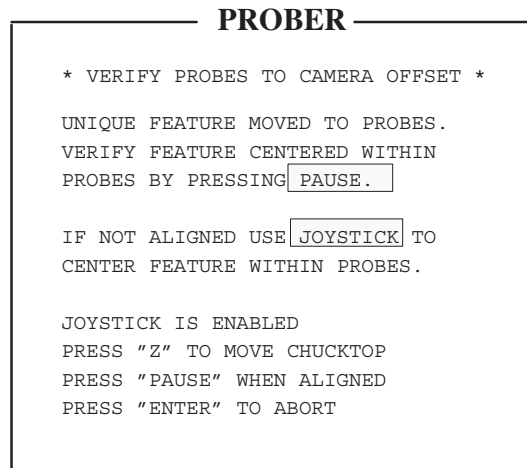 PROBER
* VERIFY PROBES TO CAMERA OFFSET *
UNIQUE FEATURE MOVED TO PROBES.
VERIFY FEATURE CENTERED WITHIN
PROBES BY PRESSING PAUSE.
IF NOT ALIGNED USE JOYSTICK TO
CENTER FEATURE WITHIN PROBES.
JOYSTICK IS ENABLED
PRESS "Z" TO MOVE CHUCKTOP
PRESS "PAUSE" WHEN ALIGNED
PRESS "ENTER" TO ABORT